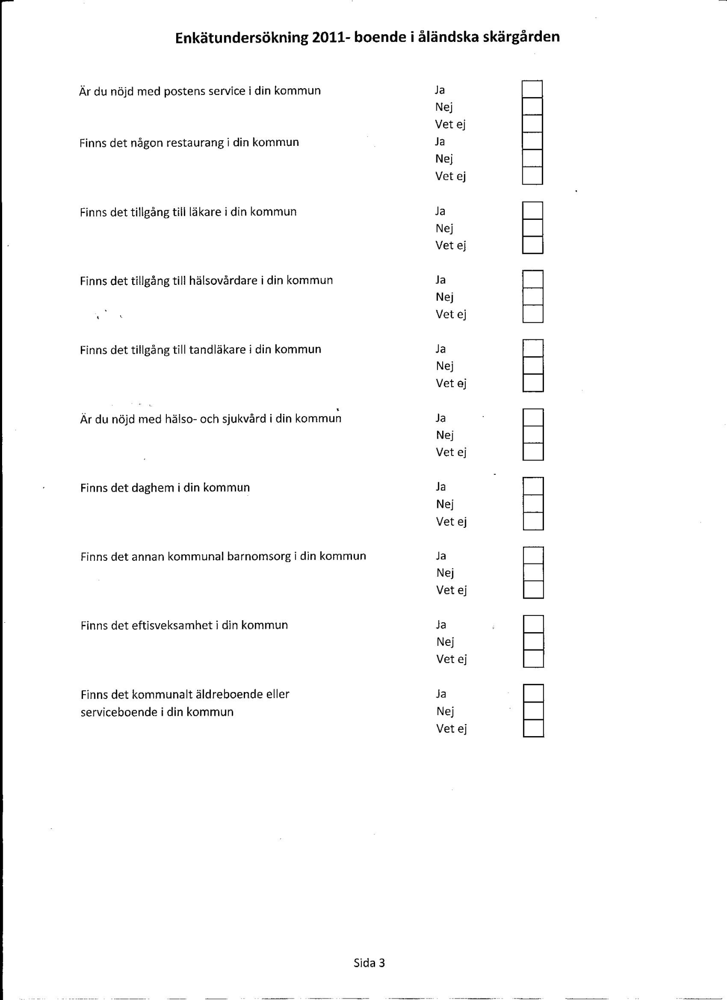 Enkätundersökning 2011- boende i åländska skärgården
Är du nöjd med postens service i din kommun Ja
Nej
Vet ej
Finns det någon restaurang i din kommun Ja
Nej
Vet ej
Finns det tillgång till läkare i din kommun Ja
Nej
Vet ej
Finns det tillgång till hälsovårdare i din kommun Ja
Nej
Vet ej
Finns det tillgång till tandläkare i din kommun Ja
Nej
Vet ej
Är du nöjd med hälso- och sjukvård i din kommun Ja
Nej
Vet ej
Finns det daghem i din kommun Ja
Nej
Vet ej
Finns det annan kommunal barnomsorg i din kommun Ja
Nej
Vet ej
Finns det eftisveksamhet i din kommun Ja
Nej
Vet ej
Finns det kommunalt äldreboende eller Ja
serviceboende i din kommun Nej
Vet ej
Sida 3